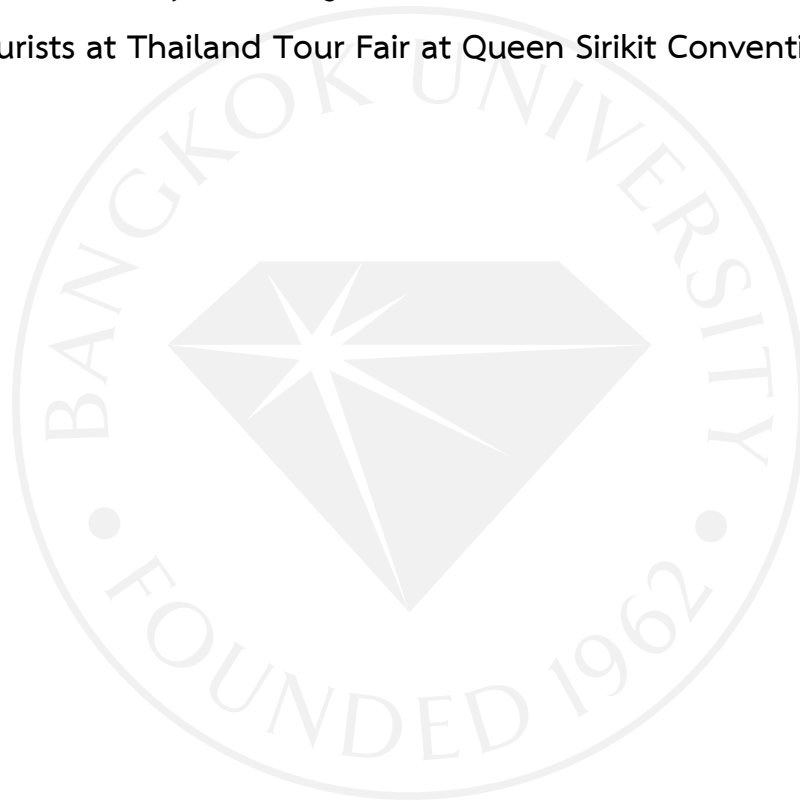 urists at Thailand Tour Fair at Queen Sirikit Conventi
BANGKOK UNIVERSITY
• FOUNDED 1962 •